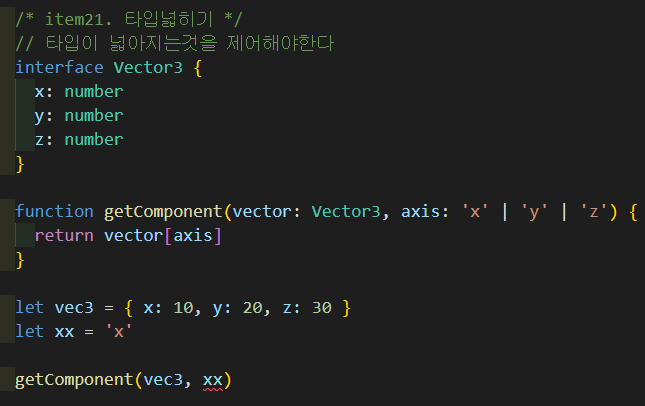 /* item21. 타입넓히기 */
// 타입이 넓어지는것을 제어해야한다
interface Vector3 {
  x: number
  y: number
  z: number
}
function getComponent(vector: Vector3, axis: 'x' | 'y' | 'z') {
  return vector[axis]
}
let vec3 = { x: 10, y: 20, z: 30 }
let xx = 'x'
getComponent(vec3, xx)